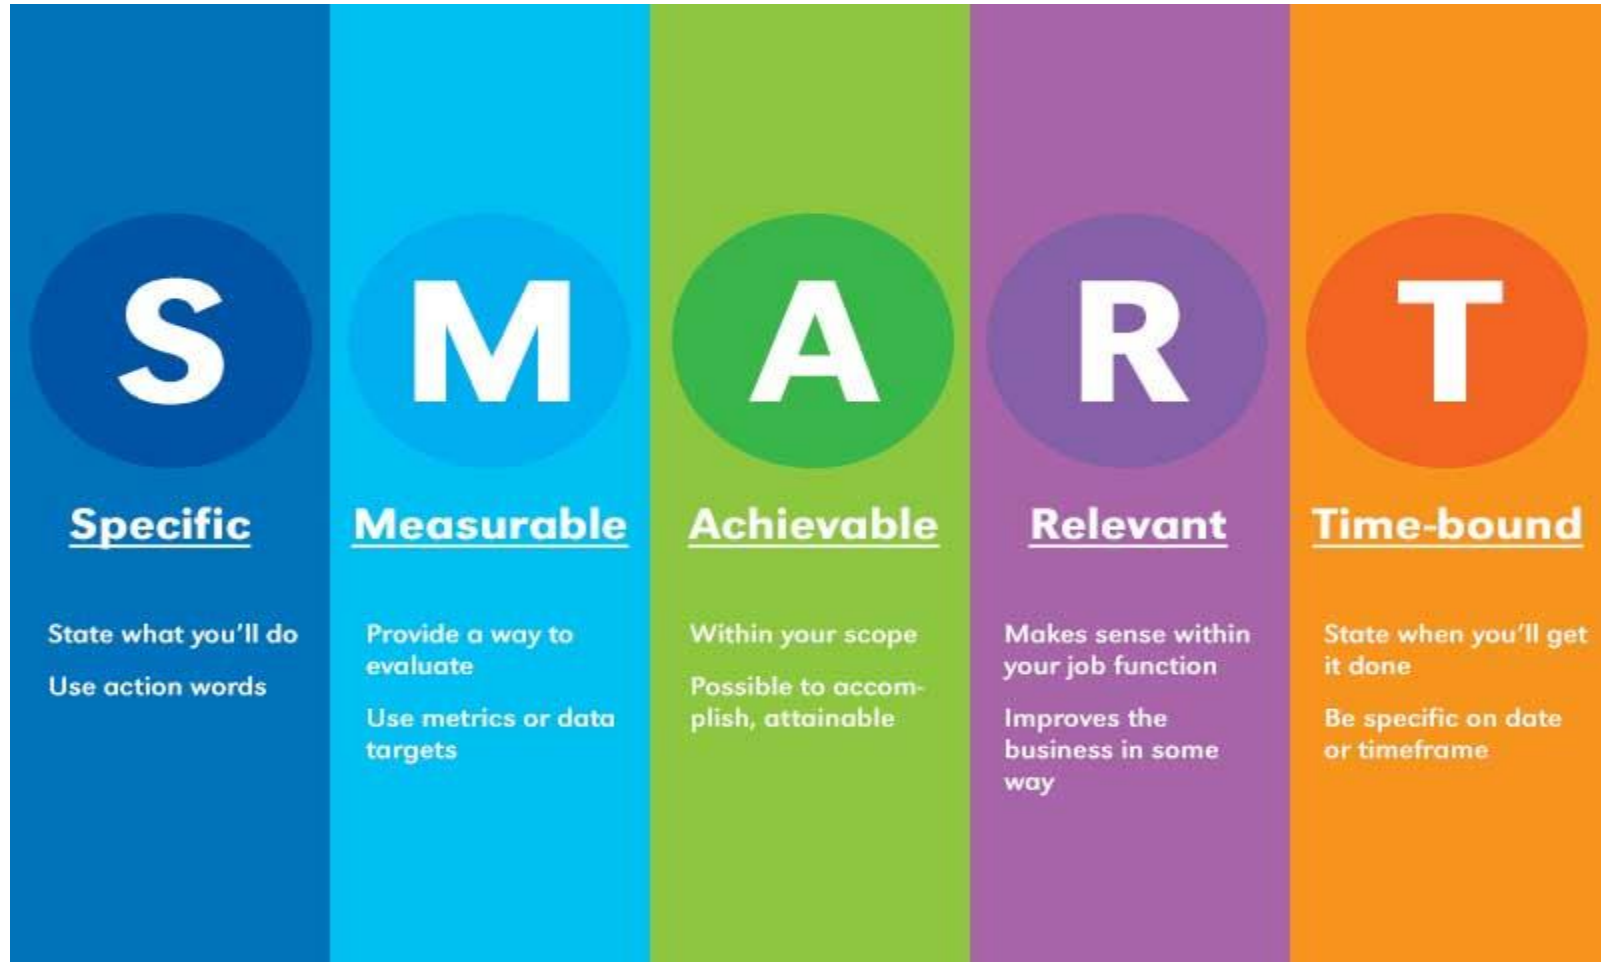 S
Specific
State what you'll do
Use action words
M
Measurable
Provide a way to
evaluate
Use metrics or data
targets
A
Achievable
Within your scope
Possible to accom-
plish, attainable
R
Relevant
Makes sense within
your job function
Improves the
business in some
way
T
Time-bound
State when you'll get
it done
Be specific on date
or timeframe